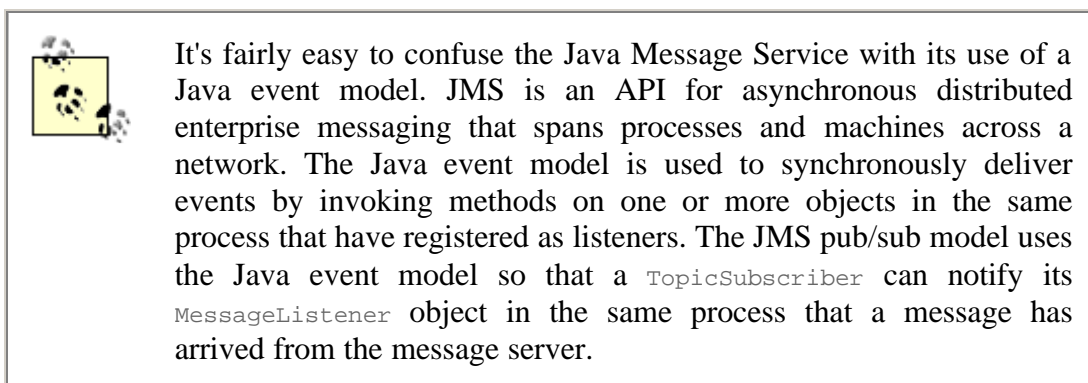 It's fairly easy to confuse the Java Message Service with its use of a
Java event model. JMS is an API for asynchronous distributed
enterprise messaging that spans processes and machines across a
network. The Java event model is used to synchronously deliver
events by invoking methods on one or more objects in the same
process that have registered as listeners. The JMS pub/sub model uses
the Java event model so that a TopicSubscriber can notify its
MessageListener object in the same process that a message has
arrived from the message server.